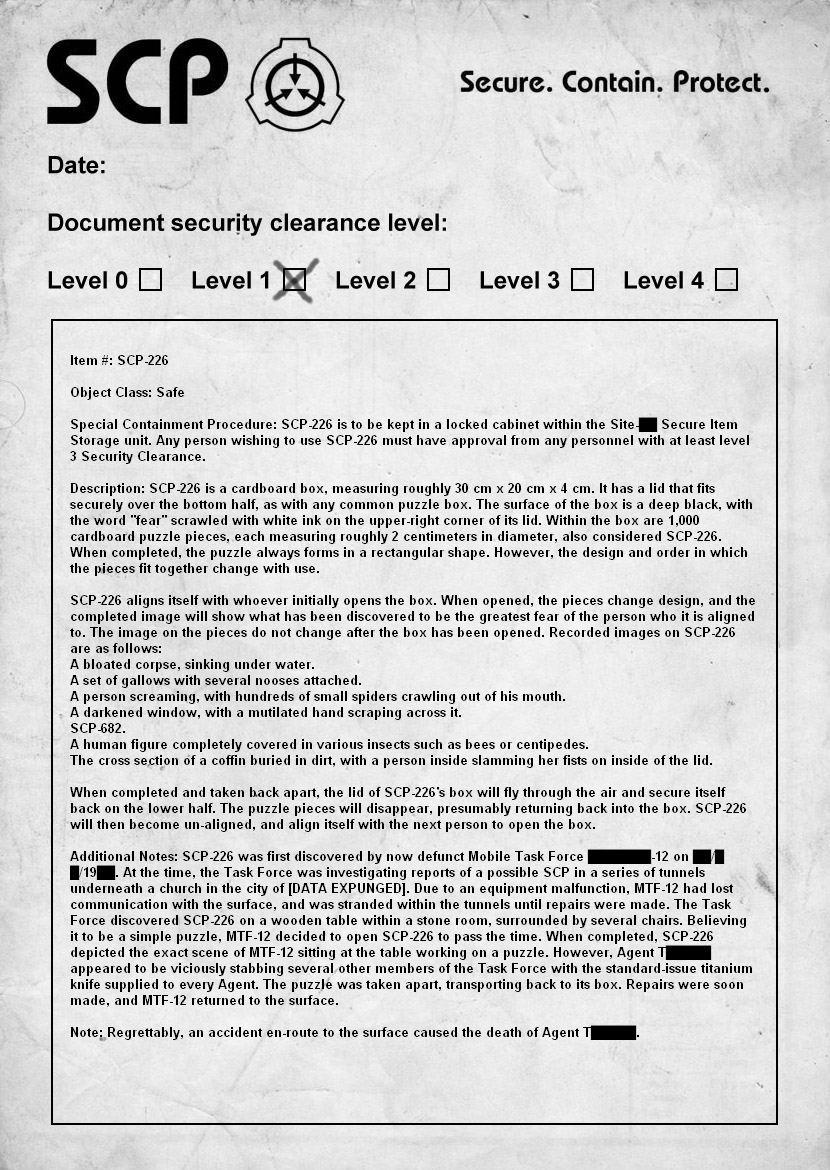 SCP
Secure. Contain. Protect.
Date:
Document security clearance level:
Level 0 Level 1 Level 2 Level 3 Level 4
Item #: SCP-226
Object Class: Safe
Special Containment Procedure: SCP-226 is to be kept in a locked cabinet within the Site-██ Secure Item
Storage unit. Any person wishing to use SCP-226 must have approval from any personnel with at least level
3 Security Clearance.
Description: SCP-226 is a cardboard box, measuring roughly 30 cm x 20 cm x 4 cm. It has a lid that fits
securely over the bottom half, as with any common puzzle box. The surface of the box is a deep black, with
the word "fear" scrawled with white ink on the upper-right corner of its lid. Within the box are 1,000
cardboard puzzle pieces, each measuring roughly 2 centimeters in diameter, also considered SCP-226.
When completed, the puzzle always forms in a rectangular shape. However, the design and order in which
the pieces fit together change with use.
SCP-226 aligns itself with whoever initially opens the box. When opened, the pieces change design, and the
completed image will show what has been discovered to be the greatest fear of the person who it is aligned
to. The image on the pieces do not change after the box has been opened. Recorded images on SCP-226
are as follows:
A bloated corpse, sinking under water.
A set of gallows with several nooses attached.
A person screaming, with hundreds of small spiders crawling out of his mouth.
A darkened window, with a mutilated hand scraping across it.
SCP-682.
A human figure completely covered in various insects such as bees or centipedes.
The cross section of a coffin buried in dirt, with a person inside slamming her fists on inside of the lid.
When completed and taken back apart, the lid of SCP-226's box will fly through the air and secure itself
back on the lower half. The puzzle pieces will disappear, presumably returning back into the box. SCP-226
will then become un-aligned, and align itself with the next person to open the box.
Additional Notes: SCP-226 was first discovered by now defunct Mobile Task Force ███████-12 on ██/█
█/19██. At the time, the Task Force was investigating reports of a possible SCP in a series of tunnels
underneath a church in the city of [DATA EXPUNGED]. Due to an equipment malfunction, MTF-12 had lost
communication with the surface, and was stranded within the tunnels until repairs were made. The Task
Force discovered SCP-226 on a wooden table within a stone room, surrounded by several chairs. Believing
it to be a simple puzzle, MTF-12 decided to open SCP-226 to pass the time. When completed, SCP-226
depicted the exact scene of MTF-12 sitting at the table working on a puzzle. However, Agent T█████
appeared to be viciously stabbing several other members of the Task Force with the standard-issue titanium
knife supplied to every Agent. The puzzle was taken apart, transporting back to its box. Repairs were soon
made, and MTF-12 returned to the surface.
Note: Regrettably, an accident en-route to the surface caused the death of Agent T█████.